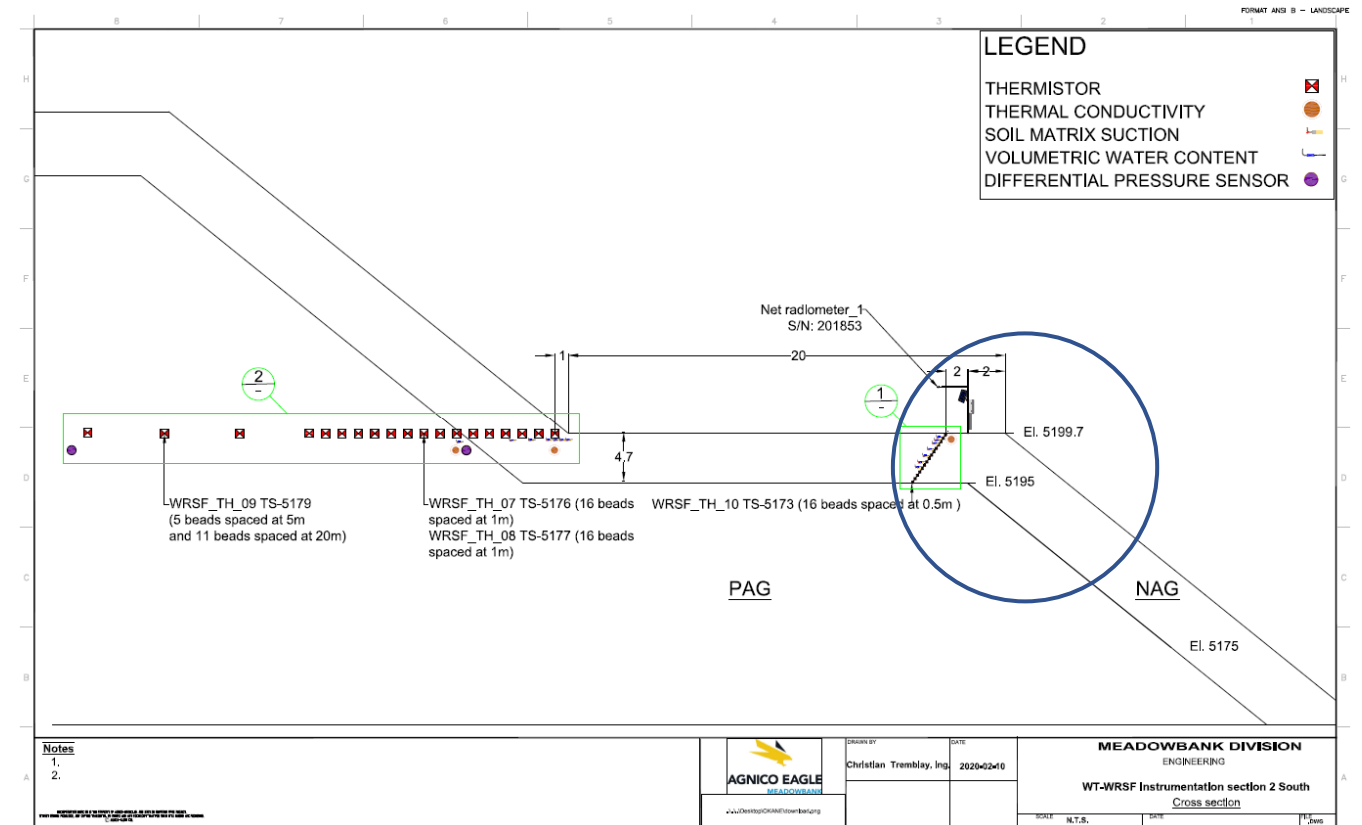 FORMAT ANSI B – LANDSCAPE
8 7 6 5 4 3 2 1
H H
G G
F F
E E
D D
C C
B B
A A
LEGEND
THERMISTOR
THERMAL CONDUCTIVITY
SOIL MATRIX SUCTION
VOLUMETRIC WATER CONTENT
DIFFERENTIAL PRESSURE SENSOR
Net radiometer_1
S/N: 201853
1
20
2
2
2
-
1
-
4,7
El. 5199.7
El. 5195
WRSF_TH_09 TS-5179
(5 beads spaced at 5m
and 11 beads spaced at 20m)
WRSF_TH_07 TS-5176 (16 beads
spaced at 1m)
WRSF_TH_08 TS-5177 (16 beads
spaced at 1m)
WRSF_TH_10 TS-5173 (16 beads spaced at 0.5m )
PAG
NAG
El. 5175
Notes
1.
2.
AGNICO EAGLE
MEADOWBANK
DRAWN BY
Christian Tremblay, ing.
DATE
2020-02-10
MEADOWBANK DIVISION
ENGINEERING
WT-WRSF Instrumentation section 2 South
Cross section
SCALE
N.T.S.
DATE